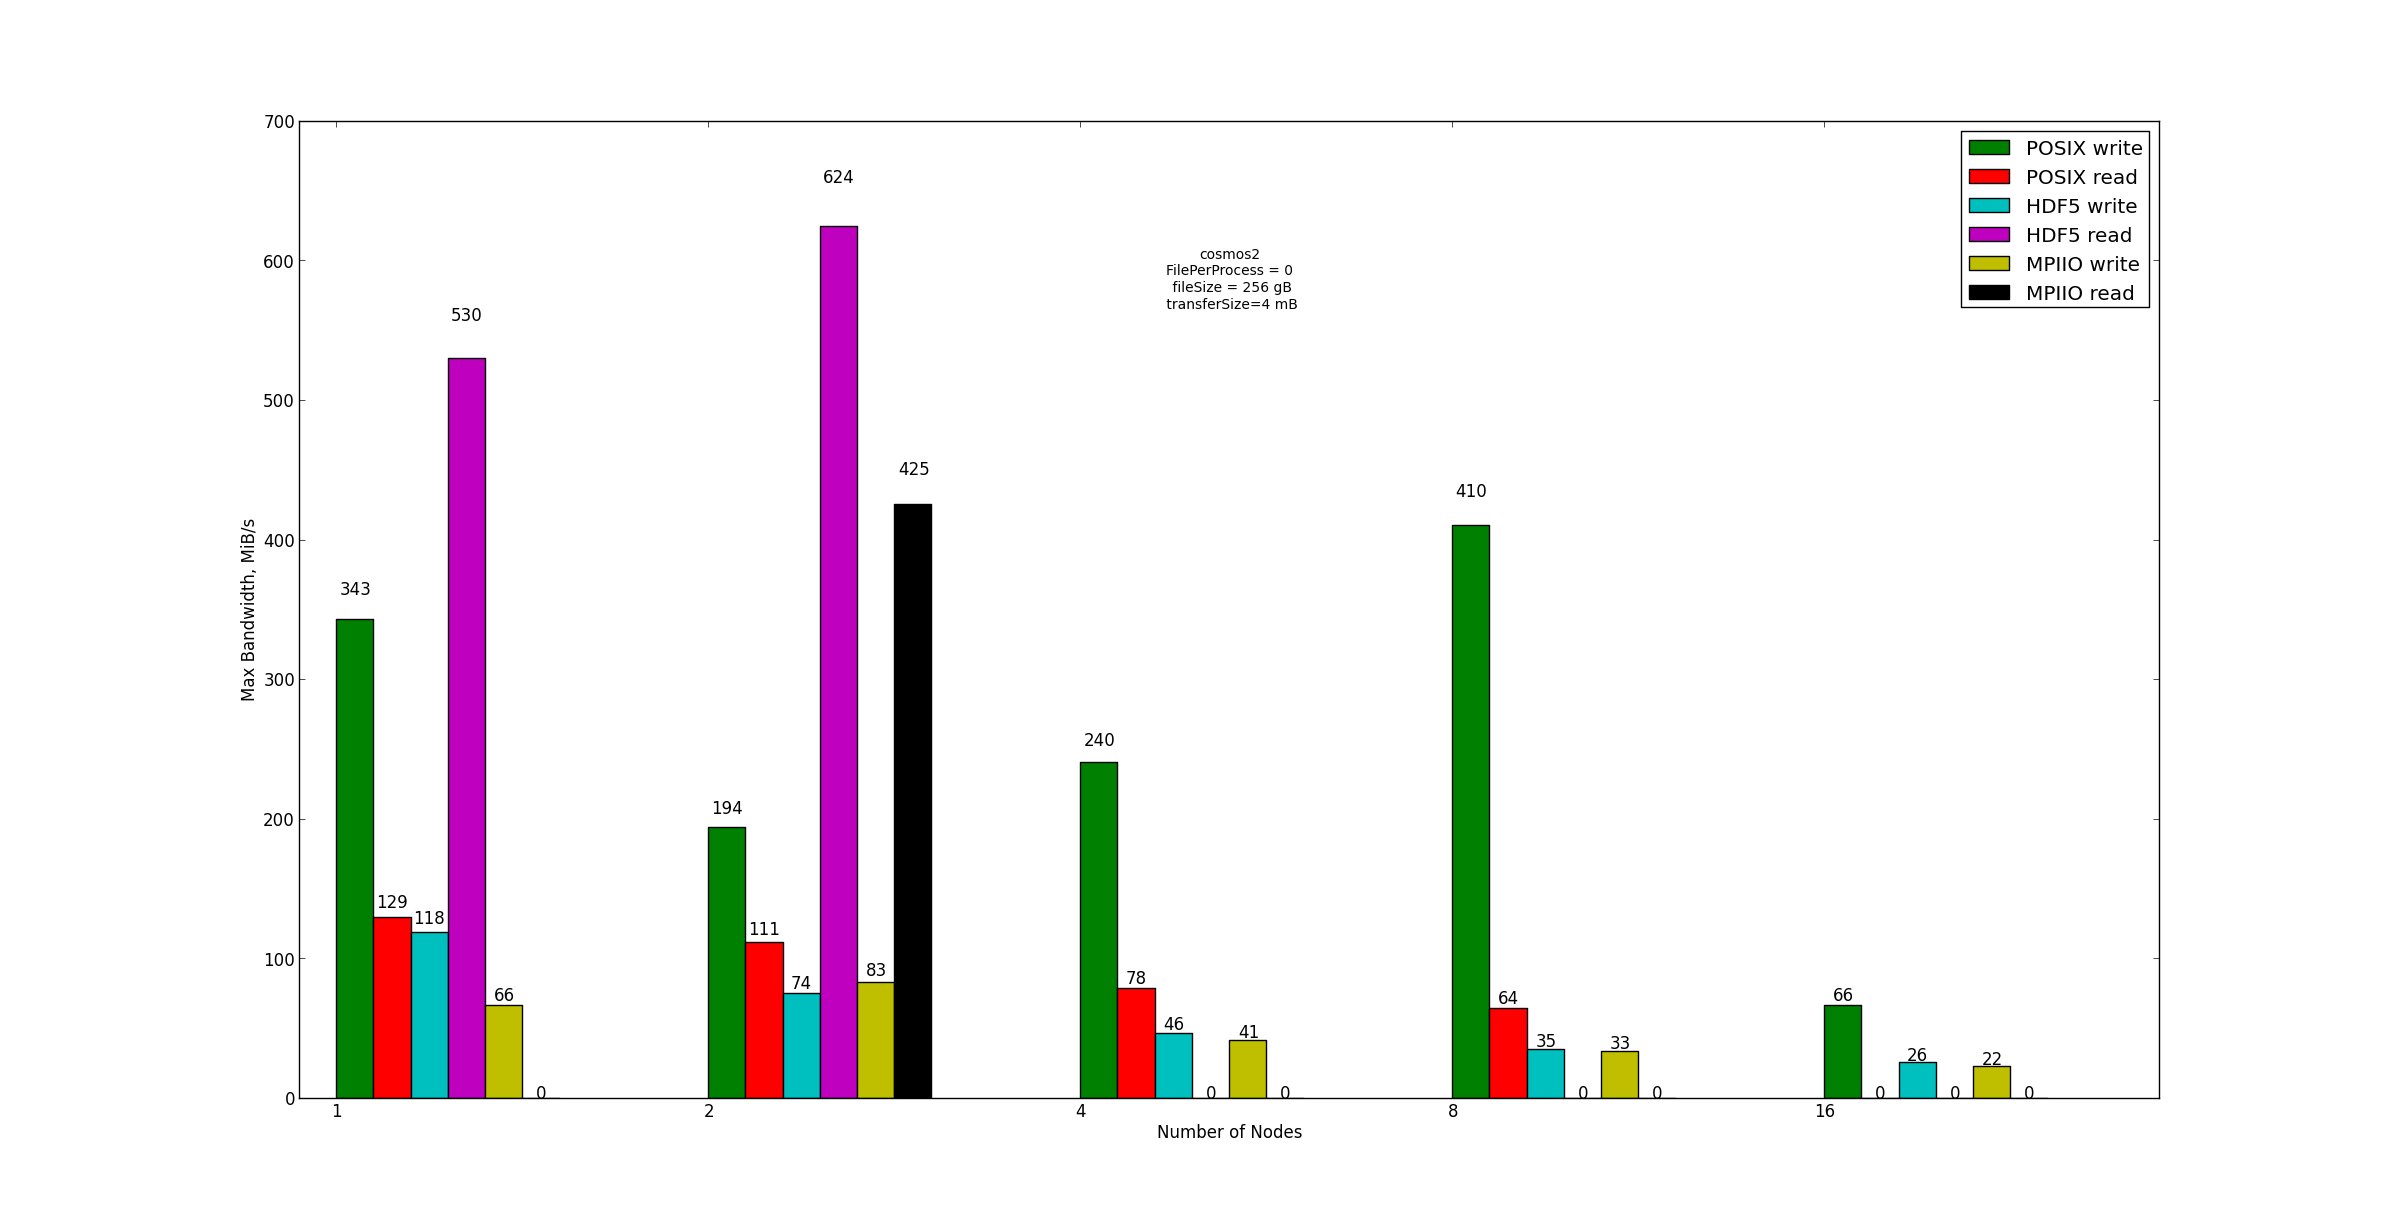 700
600
500
400
300
200
100
0
Max Bandwidth, MiB/s
343
129
118
530
66
0
194
111
74
624
83
425
240
78
46
0
41
0
410
64
35
0
33
0
66
0
26
0
22
0
cosmos2
FilePerProcess = 0
fileSize = 256 gB
transferSize=4 mB
POSIX write
POSIX read
HDF5 write
HDF5 read
MPIIO write
MPIIO read
1 2 4 8 16
Number of Nodes